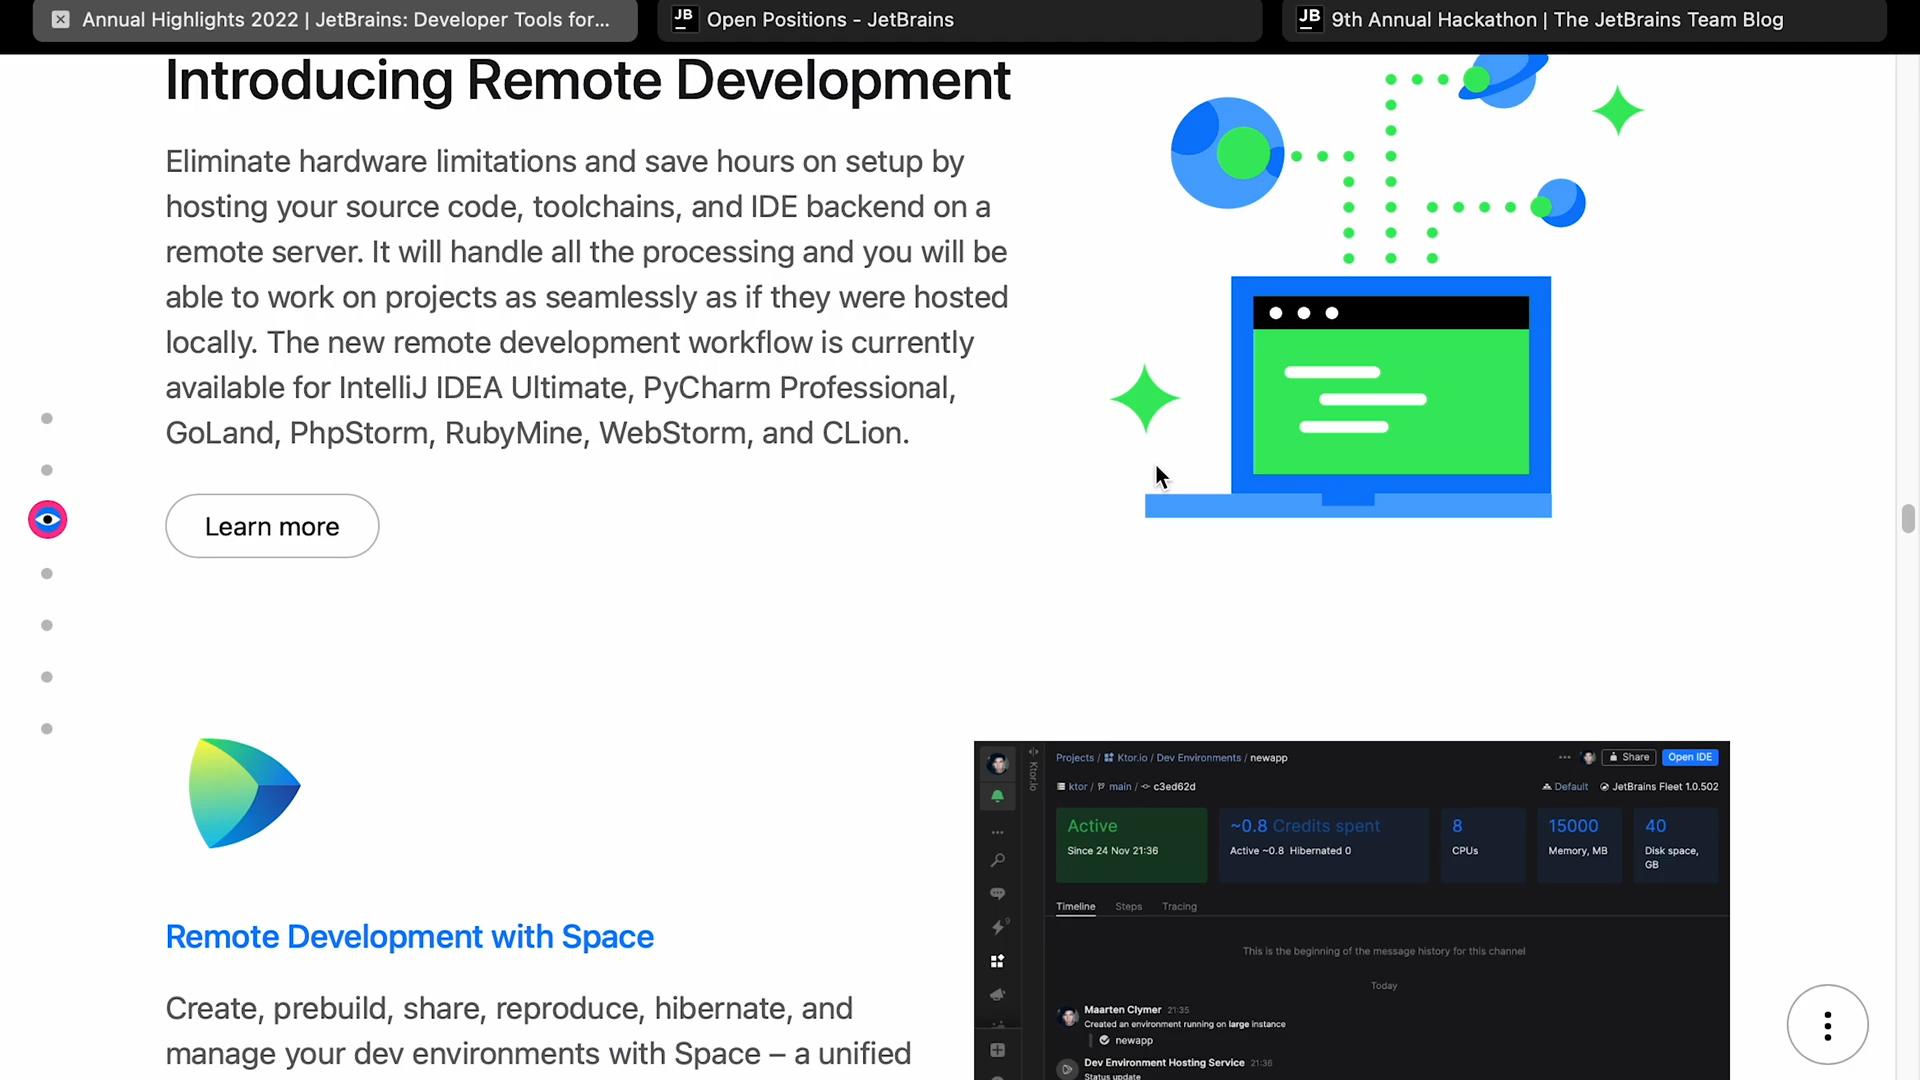 Annual Highlights 2022 | JetBrains: Developer Tools for...
JB Open Positions - JetBrains
JB 9th Annual Hackathon | The JetBrains Team Blog
Introducing Remote Development
Eliminate hardware limitations and save hours on setup by
hosting your source code, toolchains, and IDE backend on a
remote server. It will handle all the processing and you will be
able to work on projects as seamlessly as if they were hosted
locally. The new remote development workflow is currently
available for IntelliJ IDEA Ultimate, PyCharm Professional,
GoLand, PhpStorm, RubyMine, WebStorm, and CLion.
Learn more
Remote Development with Space
Create, prebuild, share, reproduce, hibernate, and
manage your dev environments with Space – a unified
Ktor.io
Projects / Ktor.io / Dev Environments / newapp
Share
Open IDE
ktor / main / c3ed62d
Default JetBrains Fleet 1.0.502
Active
Since 24 Nov 21:36
~0.8 Credits spent
Active ~0.8 Hibernated 0
8
CPUs
15000
Memory, MB
40
Disk space,
GB
9
Timeline Steps Tracing
This is the beginning of the message history for this channel
Today
Maarten Clymer 21:35
Created an environment running on large instance
newapp
Dev Environment Hosting Service 21:36
Status update